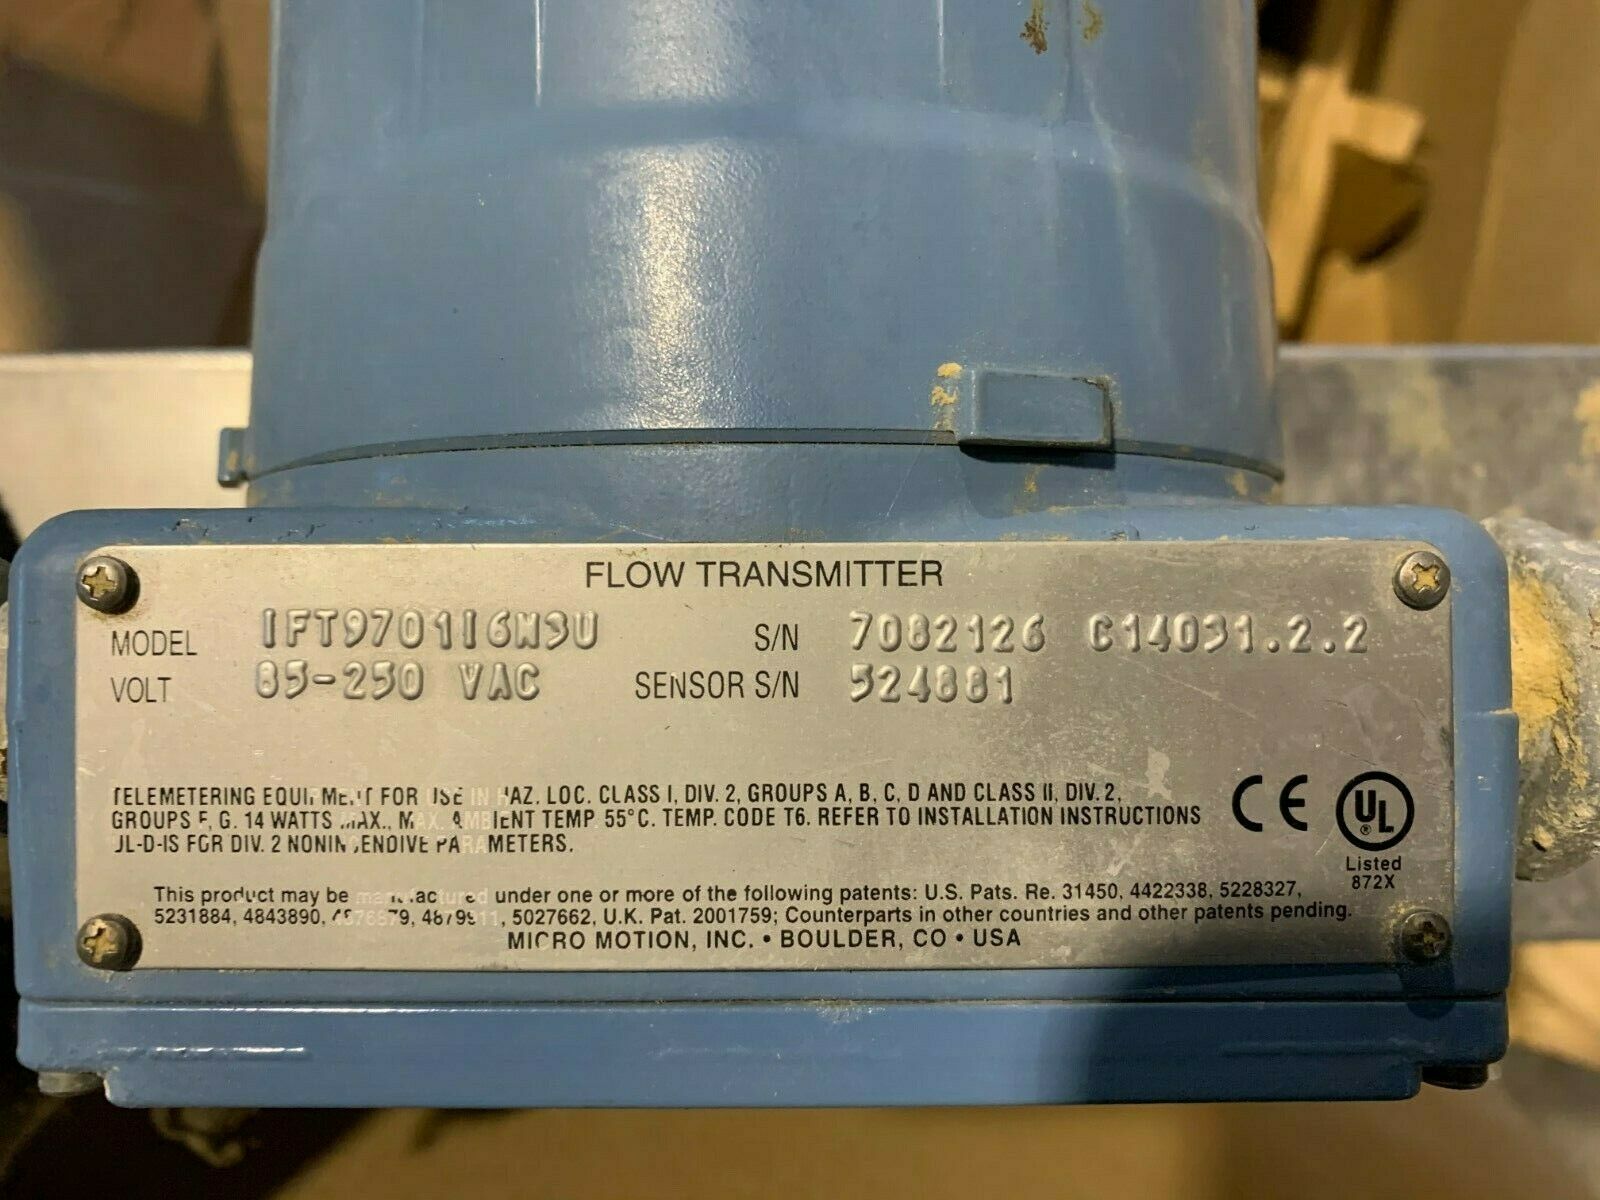 FLOW TRANSMITTER
MODEL IFT9701I6N3U S/N 7082126 C14031.2.2
VOLT 85-250 VAC SENSOR S/N 524881
TELEMETERING EQUIPMENT FOR USE IN HAZ. LOC. CLASS I, DIV. 2, GROUPS A, B, C, D AND CLASS II, DIV. 2,
GROUPS F, G. 14 WATTS MAX., MAX. AMBIENT TEMP. 55°C. TEMP. CODE T6. REFER TO INSTALLATION INSTRUCTIONS
UL-D-IS FOR DIV. 2 NONINCENDIVE PARAMETERS.
CE UL ®
Listed
872X
This product may be manufactured under one or more of the following patents: U.S. Pats. Re. 31450, 4422338, 5228327,
5231884, 4843890, 4876879, 4879911, 5027662, U.K. Pat. 2001759; Counterparts in other countries and other patents pending.
MICRO MOTION, INC. • BOULDER, CO • USA